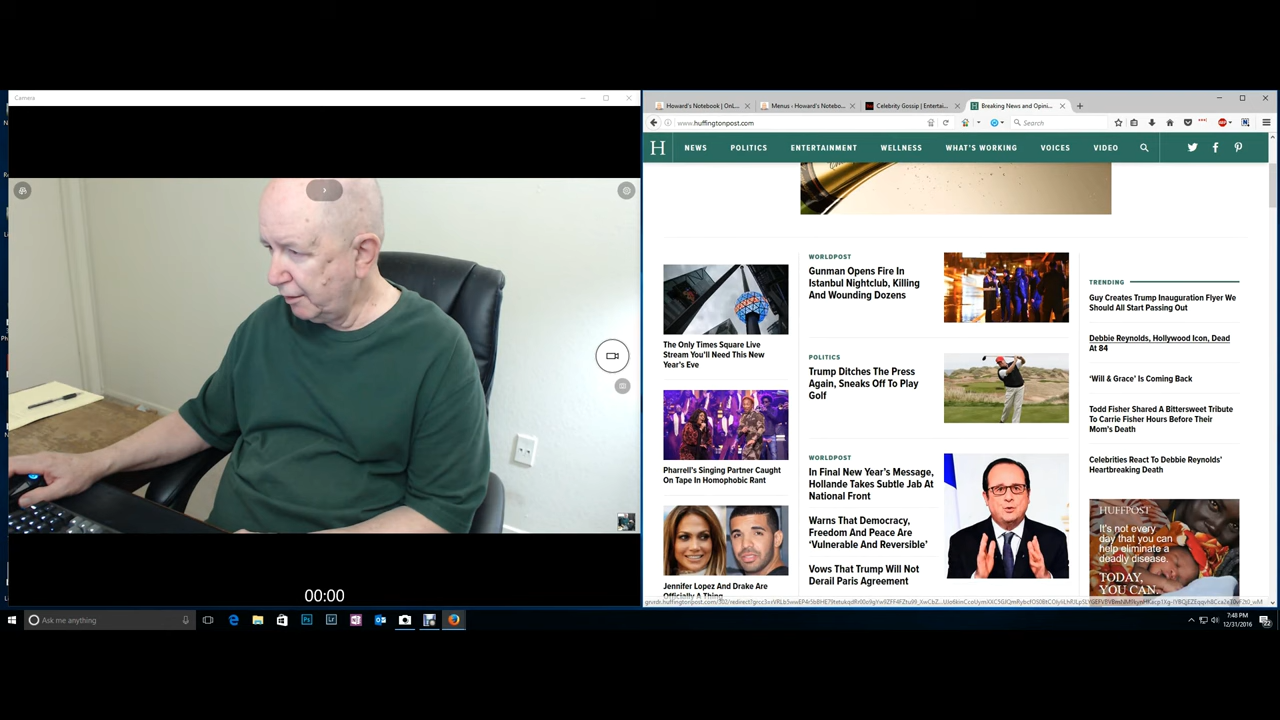 Camera
00:00
Howard's Notebook | OnL...
Menus - Howard's Notebo...
Celebrity Gossip | Entertai...
Breaking News and Opini...
www.huffingtonpost.com
Search
H
NEWS
POLITICS
ENTERTAINMENT
WELLNESS
WHAT'S WORKING
VOICES
VIDEO
The Only Times Square Live
Stream You'll Need This New
Year's Eve
Pharrell's Singing Partner Caught
On Tape In Homophobic Rant
Jennifer Lopez And Drake Are
Officially A Thing
WORLDPOST
Gunman Opens Fire In
Istanbul Nightclub, Killing
And Wounding Dozens
POLITICS
Trump Ditches The Press
Again, Sneaks Off To Play
Golf
WORLDPOST
In Final New Year's Message,
Hollande Takes Subtle Jab At
National Front
Warns That Democracy,
Freedom And Peace Are
'Vulnerable And Reversible'
Vows That Trump Will Not
Derail Paris Agreement
TRENDING
Guy Creates Trump Inauguration Flyer We
Should All Start Passing Out
Debbie Reynolds, Hollywood Icon, Dead
At 84
'Will & Grace' Is Coming Back
Todd Fisher Shared A Bittersweet Tribute
To Carrie Fisher Hours Before Their
Mom's Death
Celebrities React To Debbie Reynolds'
Heartbreaking Death
HUFFPOST
It's not every
day that you can
help eliminate a
deadly disease.
TODAY,
YOU CAN.
Ask me anything
7:48 PM
12/31/2016